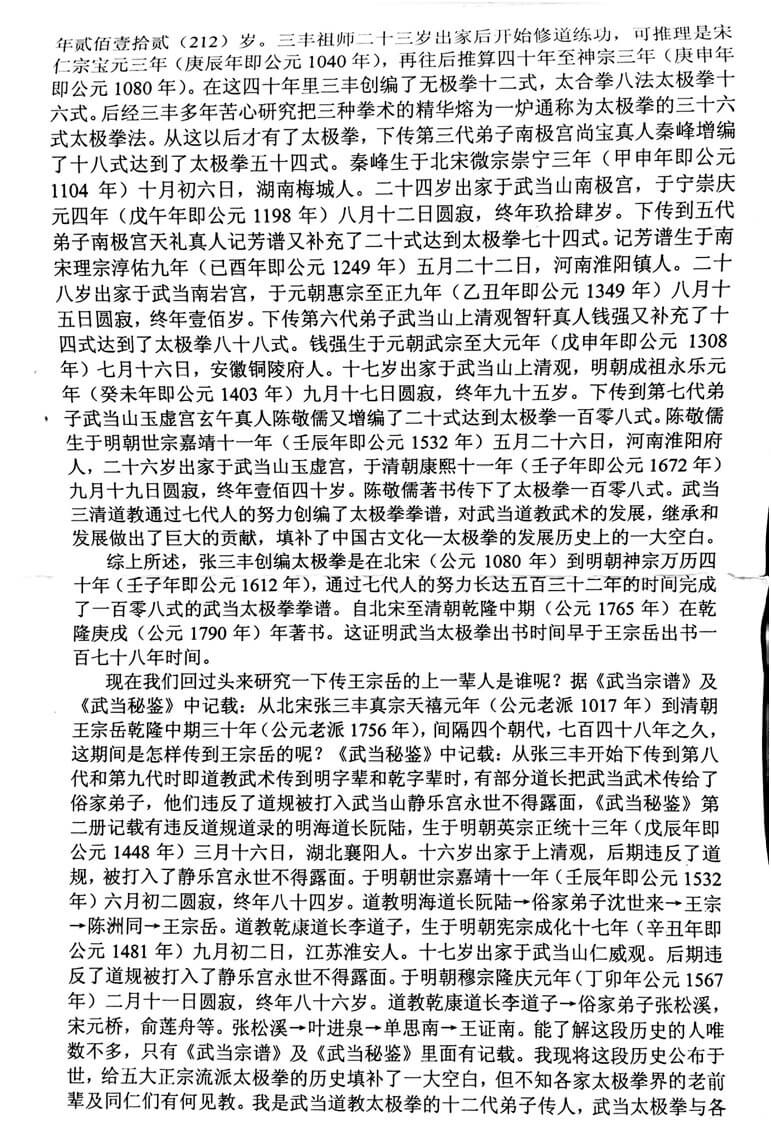 年贰佰壹拾贰（212）岁。三丰祖师二十三岁出家后开始修道练功，可推理是宋
仁宗宝元三年（庚辰年即公元 1040 年），再往后推算四十年至神宗三年（庚申年
即公元 1080 年）。在这四十年里三丰创编了无极拳十二式，太合拳八法太极拳十
六式。后经三丰多年苦心研究把三种拳术的精华熔为一炉通称为太极拳的三十六
式太极拳法。从这以后才有了太极拳，下传第三代弟子南极宫尚宝真人秦峰增编
了十八式达到了太极拳五十四式。秦峰生于北宋微宗崇宁三年（甲申年即公元
1104 年）十月初六日，湖南梅城人。二十四岁出家于武当山南极宫，于宁崇庆
元四年（戊午年即公元 1198 年）八月十二日圆寂，终年玖拾肆岁。下传到五代
弟子南极宫天礼真人记芳谱又补充了二十式达到太极拳七十四式。记芳谱生于南
宋理宗淳佑九年（已酉年即公元 1249 年）五月二十二日，河南淮阳镇人。二十
八岁出家于武当南岩宫，于元朝惠宗至正九年（乙丑年即公元 1349 年）八月十
五日圆寂，终年壹佰岁。下传第六代弟子武当山上清观智轩真人钱强又补充了十
四式达到了太极拳八十八式。钱强生于元朝武宗至大元年（戊申年即公元 1308
年）七月十六日，安徽铜陵府人。十七岁出家于武当山上清观，明朝成祖永乐元
年（癸未年即公元 1403 年）九月十七日圆寂，终年九十五岁。下传到第七代弟
子武当山玉虚宫玄午真人陈敬儒又增编了二十式达到太极拳一百零八式。陈敬儒
生于明朝世宗嘉靖十一年（壬辰年即公元 1532 年）五月二十六日，河南淮阳府
人，二十六岁出家于武当山玉虚宫，于清朝康熙十一年（壬子年即公元 1672 年）
九月十九日圆寂，终年壹佰四十岁。陈敬儒著书传下了太极拳一百零八式。武当
三清道教通过七代人的努力创编了太极拳拳谱，对武当道教武术的发展，继承和
发展做出了巨大的贡献，填补了中国古文化—太极拳的发展历史上的一大空白。
综上所述，张三丰创编太极拳是在北宋（公元 1080 年）到明朝神宗万历四
十年（壬子年即公元 1612 年），通过七代人的努力长达五百三十二年的时间完成
了一百零八式的武当太极拳拳谱。自北宋至清朝乾隆中期（公元 1765 年）在乾
隆庚戌（公元 1790 年）年著书。这证明武当太极拳出书时间早于王宗岳出书一
百七十八年时间。
现在我们回过头来研究一下传王宗岳的上一辈人是谁呢？据《武当宗谱》及
《武当秘鉴》中记载：从北宋张三丰真宗天禧元年（公元老派 1017 年）到清朝
王宗岳乾隆中期三十年（公元老派 1756 年），间隔四个朝代，七百四十八年之久，
这期间是怎样传到王宗岳的呢？《武当秘鉴》中记载：从张三丰开始下传到第八
代和第九代时即道教武术传到明字辈和乾字辈时，有部分道长把武当武术传给了
俗家弟子，他们违反了道规被打入武当山静乐宫永世不得露面，《武当秘鉴》第
二册记载有违反道规道录的明海道长阮陆，生于明朝英宗正统十三年（戊辰年即
公元 1448 年）三月十六日，湖北襄阳人。十六岁出家于上清观，后期违反了道
规，被打入了静乐宫永世不得露面。于明朝世宗嘉靖十一年（壬辰年即公元 1532
年）六月初二圆寂，终年八十四岁。道教明海道长阮陆→俗家弟子沈世来→王宗
→陈洲同→王宗岳。道教乾康道长李道子，生于明朝宪宗成化十七年（辛丑年即
公元 1481 年）九月初二日，江苏淮安人。十七岁出家于武当山仁威观。后期违
反了道规被打入了静乐宫永世不得露面。于明朝穆宗隆庆元年（丁卯年公元 1567
年）二月十一日圆寂，终年八十六岁。道教乾康道长李道子→俗家弟子张松溪，
宋元桥，俞莲舟等。张松溪→叶进泉→单思南→王证南。能了解这段历史的人唯
数不多，只有《武当宗谱》及《武当秘鉴》里面有记载。我现将这段历史公布于
世，给五大正宗流派太极拳的历史填补了一大空白，但不知各家太极拳界的老前
辈及同仁们有何见教。我是武当道教太极拳的十二代弟子传人，武当太极拳与各